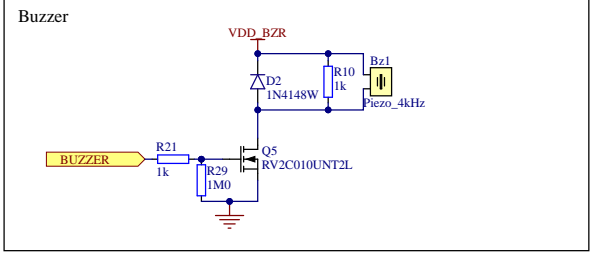 Buzzer
VDD_BZR
Bz1
R10
D2
1k
1N4148W
Piezo_4kHz
R21
Q5
BUZZER
RV2C010UNT2L
R29
1k
1M0